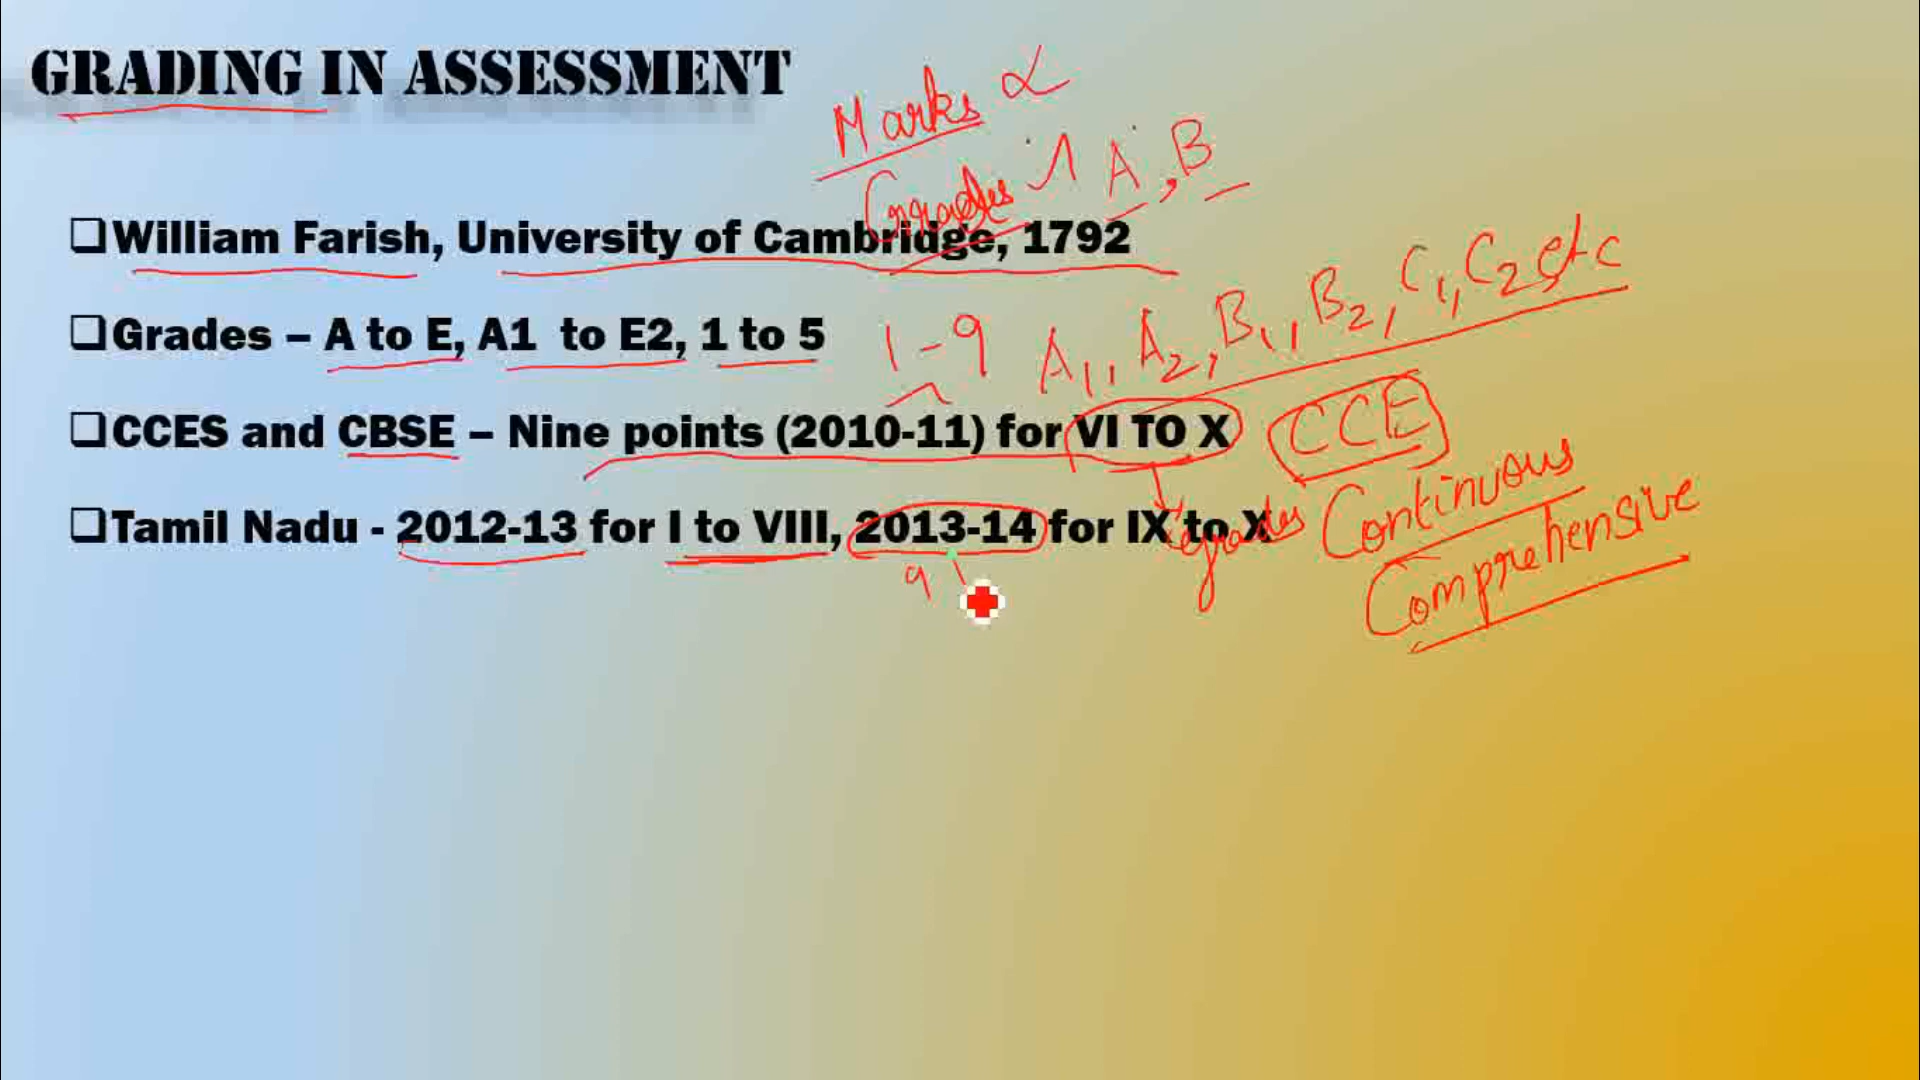 GRADING IN ASSESSMENT
Marks
Grades A, B
❑William Farish, University of Cambridge, 1792
❑Grades – A to E, A1 to E2, 1 to 5
1-9 A1, A2, B1, B2, C1, C2, etc
❑CCES and CBSE – Nine points (2010-11) for VI TO X
CCE
❑Tamil Nadu - 2012-13 for I to VIII, 2013-14 for IX to X
grades
Continuous
Comprehensive
9